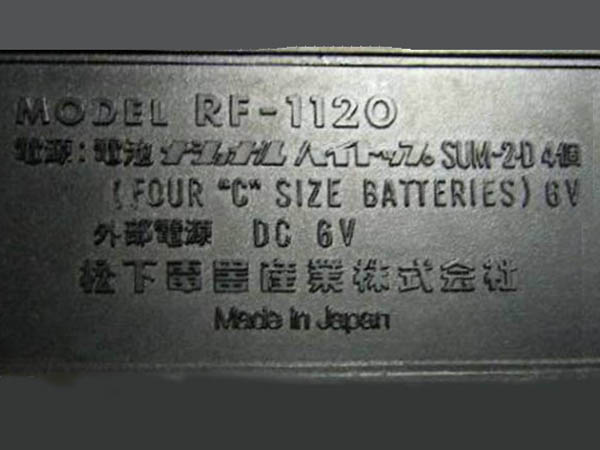 MODEL RF-1120
電源:電池 ナショナル ハイトップ SUM-2-D 4個
(FOUR "C" SIZE BATTERIES) 6V
外部電源 DC 6V
松下電器産業株式会社
Made in Japan